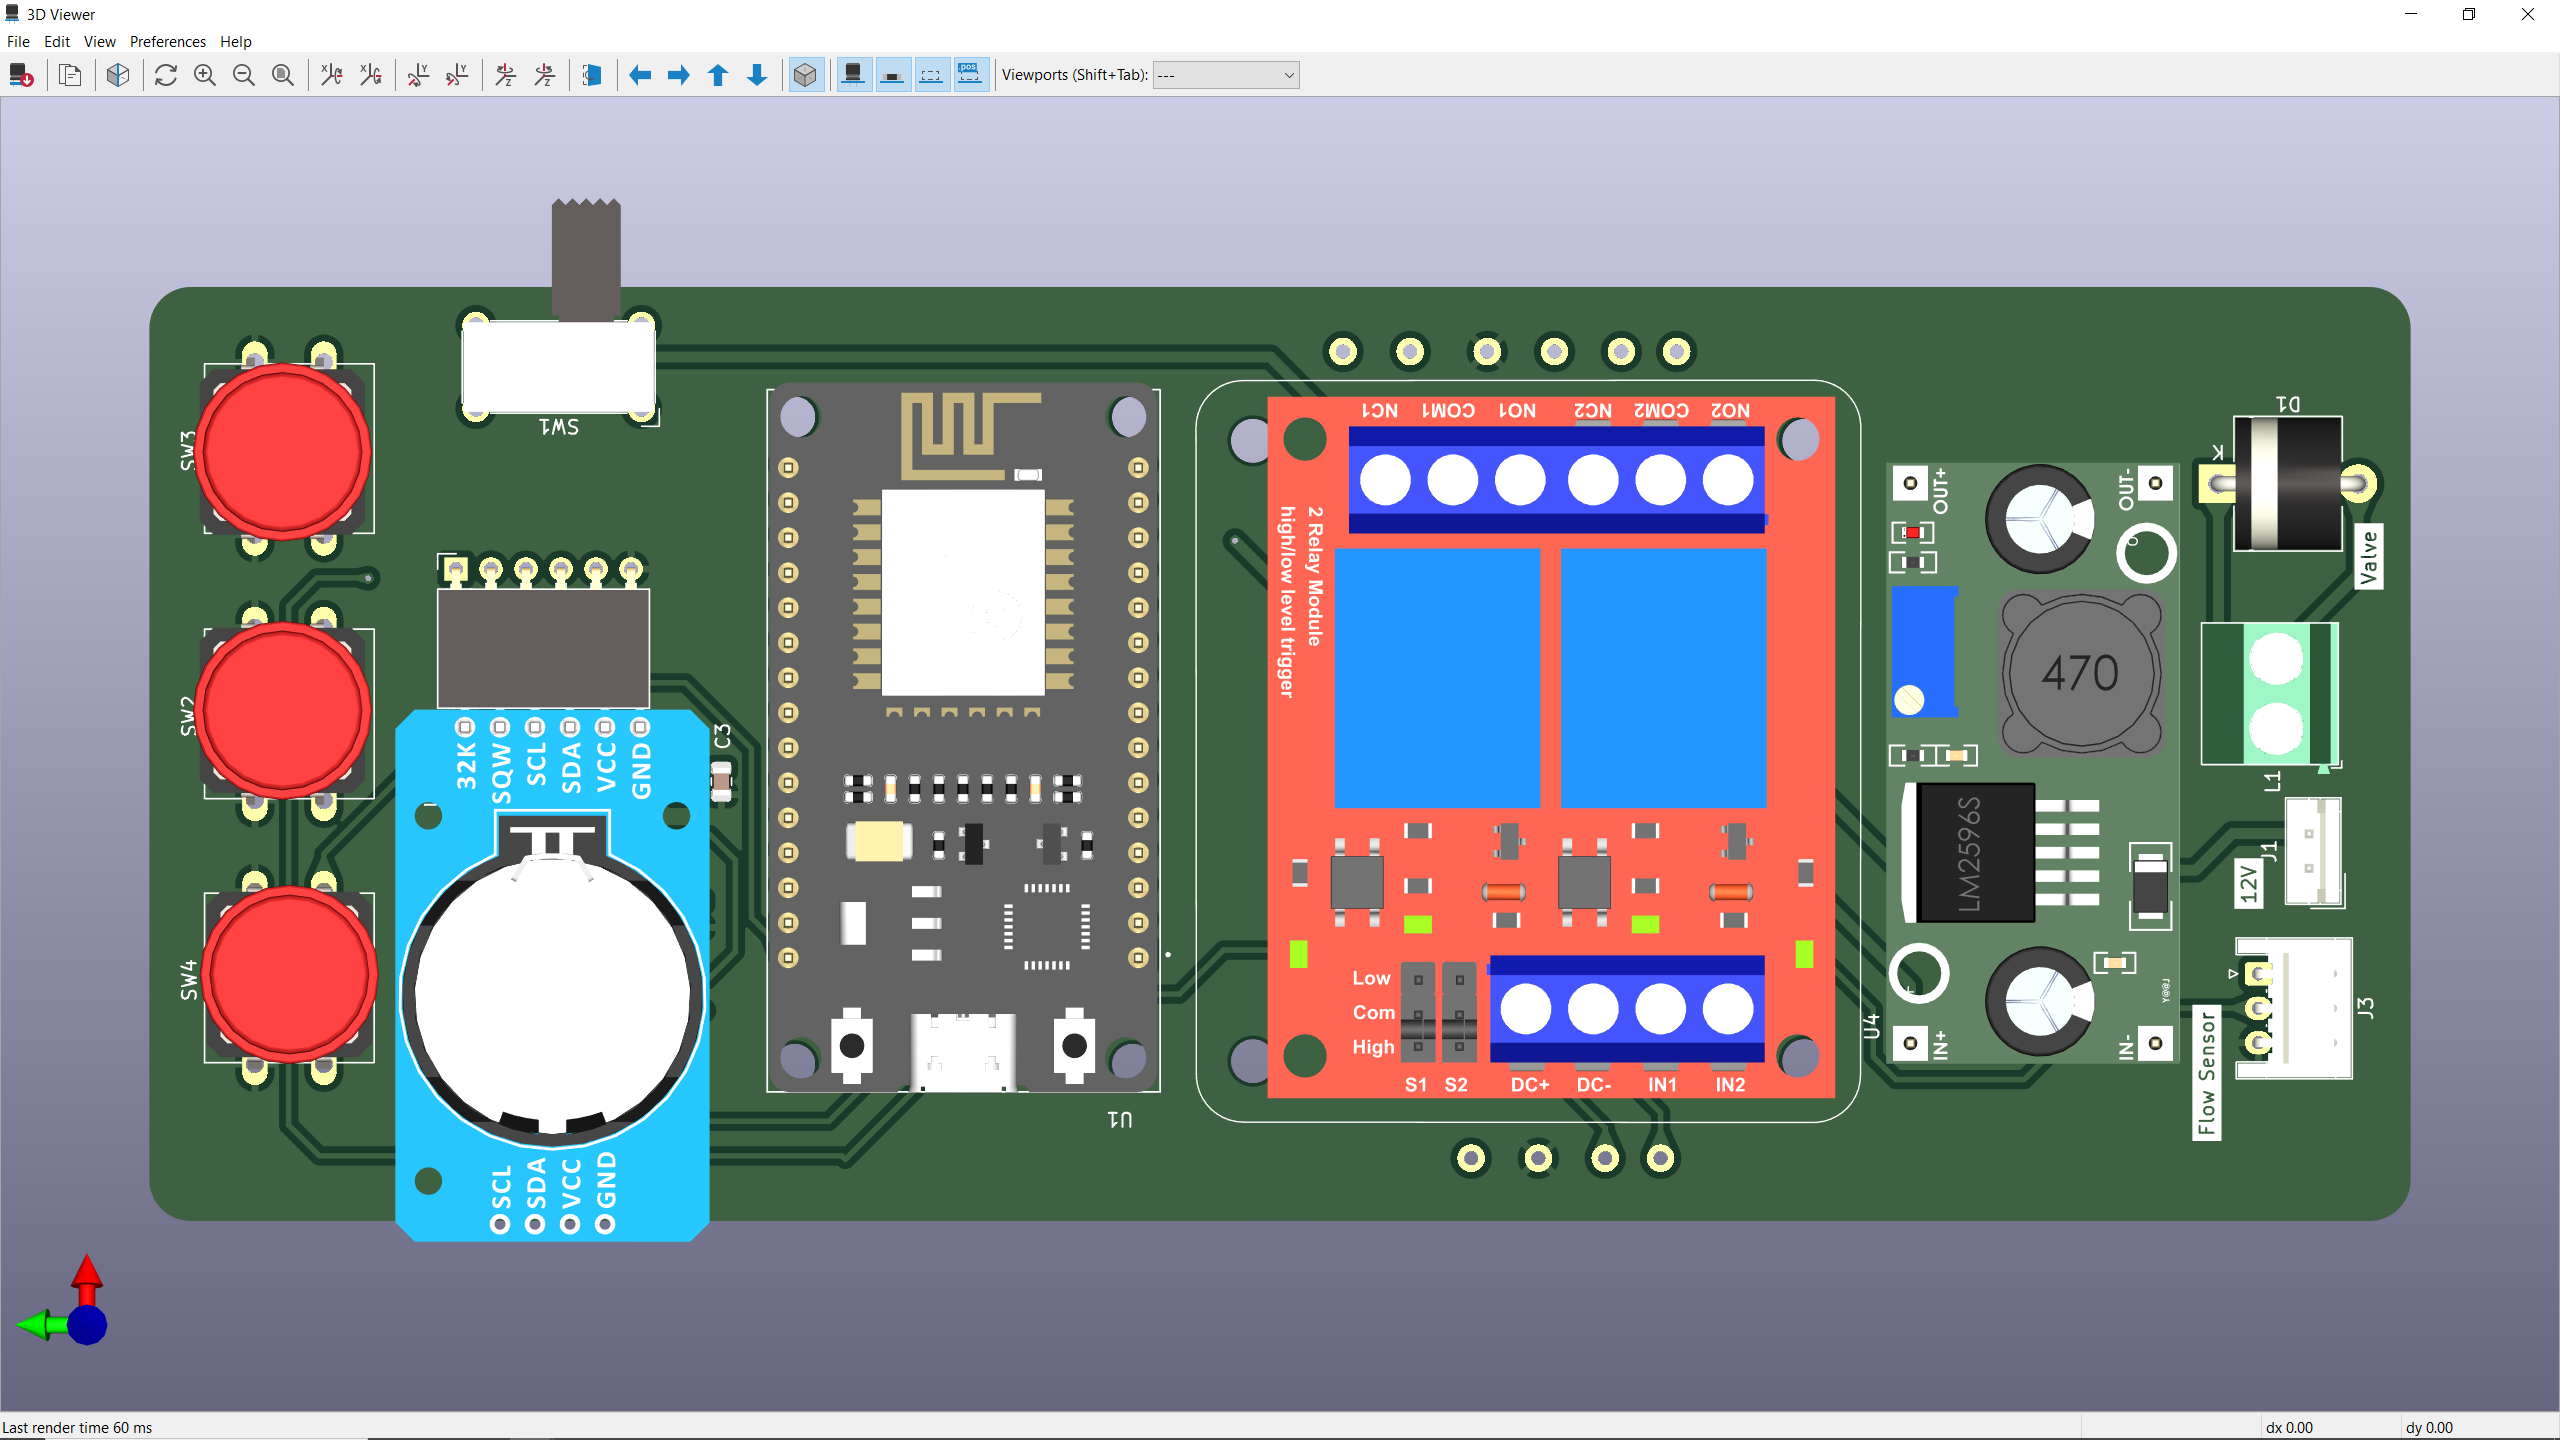 3D Viewer
File Edit View Preferences Help
Viewports (Shift+Tab): ---
SW1
SW3
SW2
SW4
32K
SQW
SCL
SDA
VCC
GND
C3
SCL
SDA
VCC
GND
U1
NC1 COM1 NO1 NC2 COM2 NO2
2 Relay Module
high/low level trigger
Low
Com
High
S1 S2 DC+ DC- IN1 IN2
U4
OUT+
OUT-
470
LM2596S
IN+
IN-
D1
K
Valve
L1
J1
12V
J3
Flow Sensor
Last render time 60 ms
dx 0.00
dy 0.00